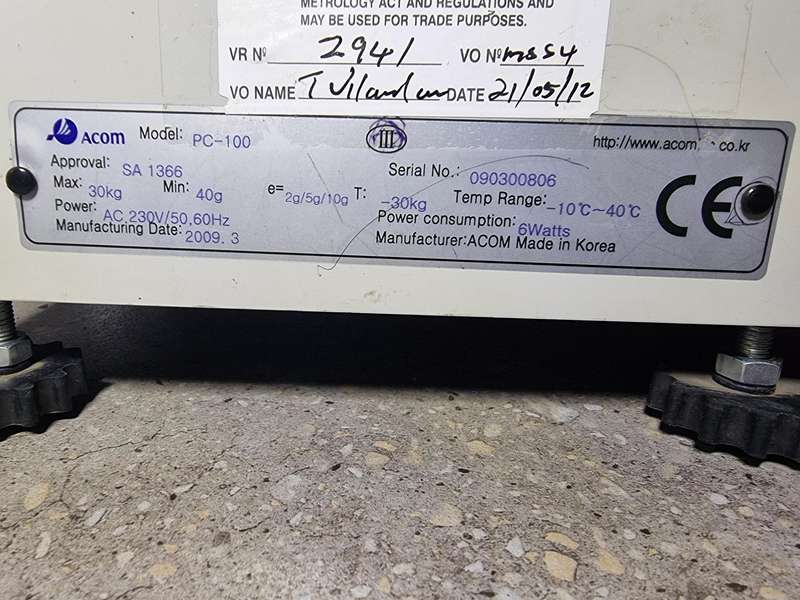 METROLOGY ACT AND REGULATIONS AND
MAY BE USED FOR TRADE PURPOSES.
VR Nº 2941 VO Nº
VO NAME DATE 21/05/12
Acom Model: PC-100 III http://www.acom .co.kr
Approval: SA 1366 Serial No.: 090300806
Max: 30kg Min: 40g e= 2g/5g/10g T: -30kg Temp Range: -10℃~40℃
Power: AC 230V/50,60Hz Power consumption: 6Watts
Manufacturing Date: 2009. 3 Manufacturer:ACOM Made in Korea
CE